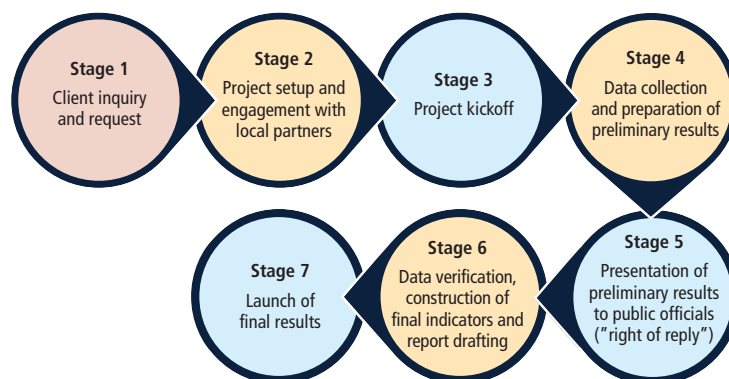 Stage 1
Client inquiry
and request
Stage 2
Project setup and
engagement with
local partners
Stage 3
Project kickoff
Stage 4
Data collection
and preparation of
preliminary results
Stage 5
Presentation of
preliminary results
to public officials
(”right of reply”)
Stage 6
Data verification,
construction of
final indicators and
report drafting
Stage 7
Launch of
final results